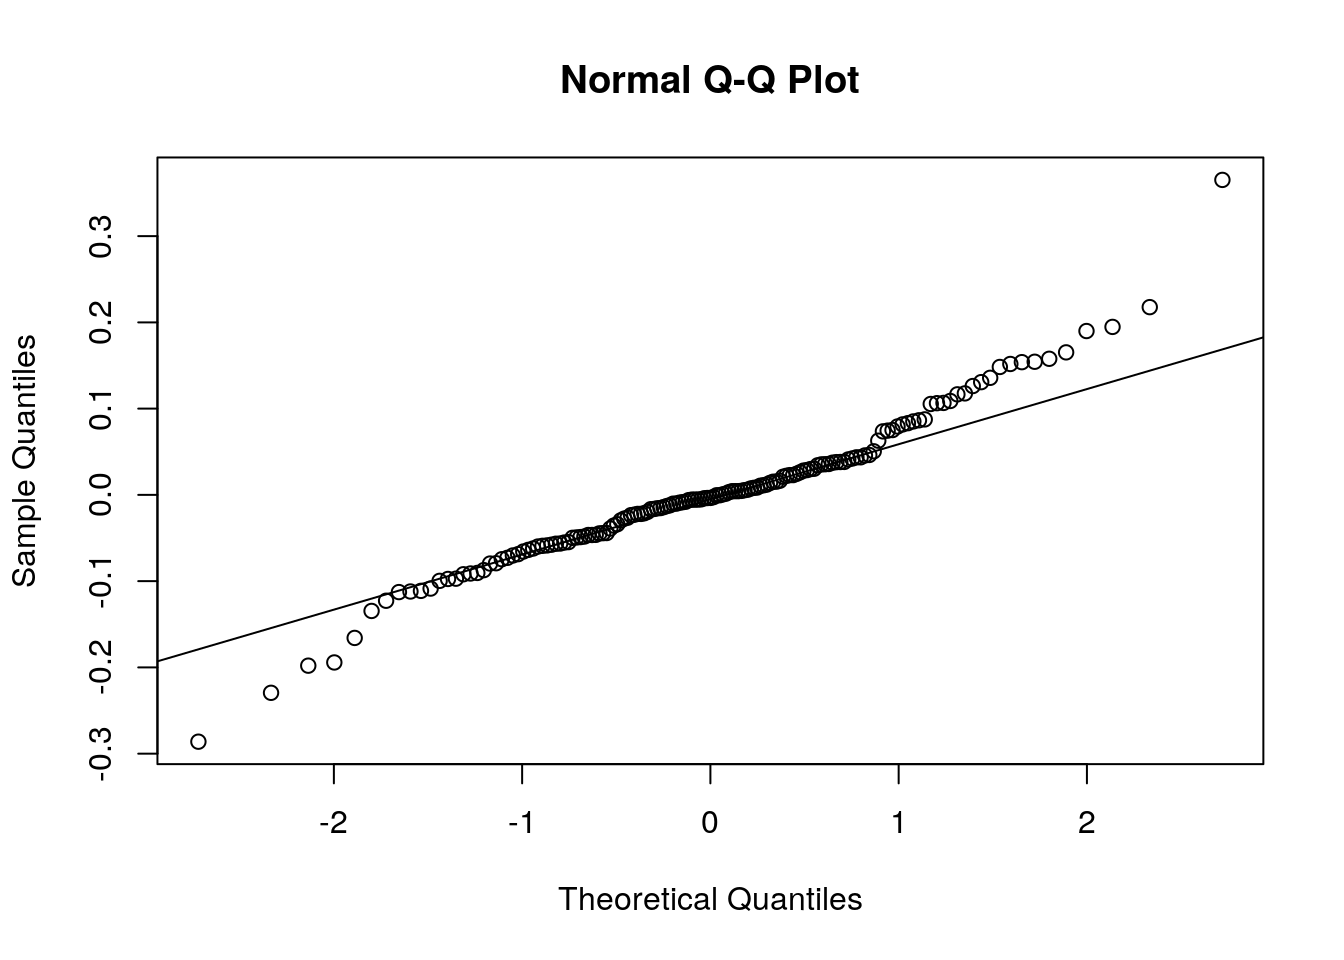 Normal Q-Q Plot
Sample Quantiles
0.3
0.2
0.1
0.0
-0.1
-0.2
-0.3
-2 -1 0 1 2
Theoretical Quantiles